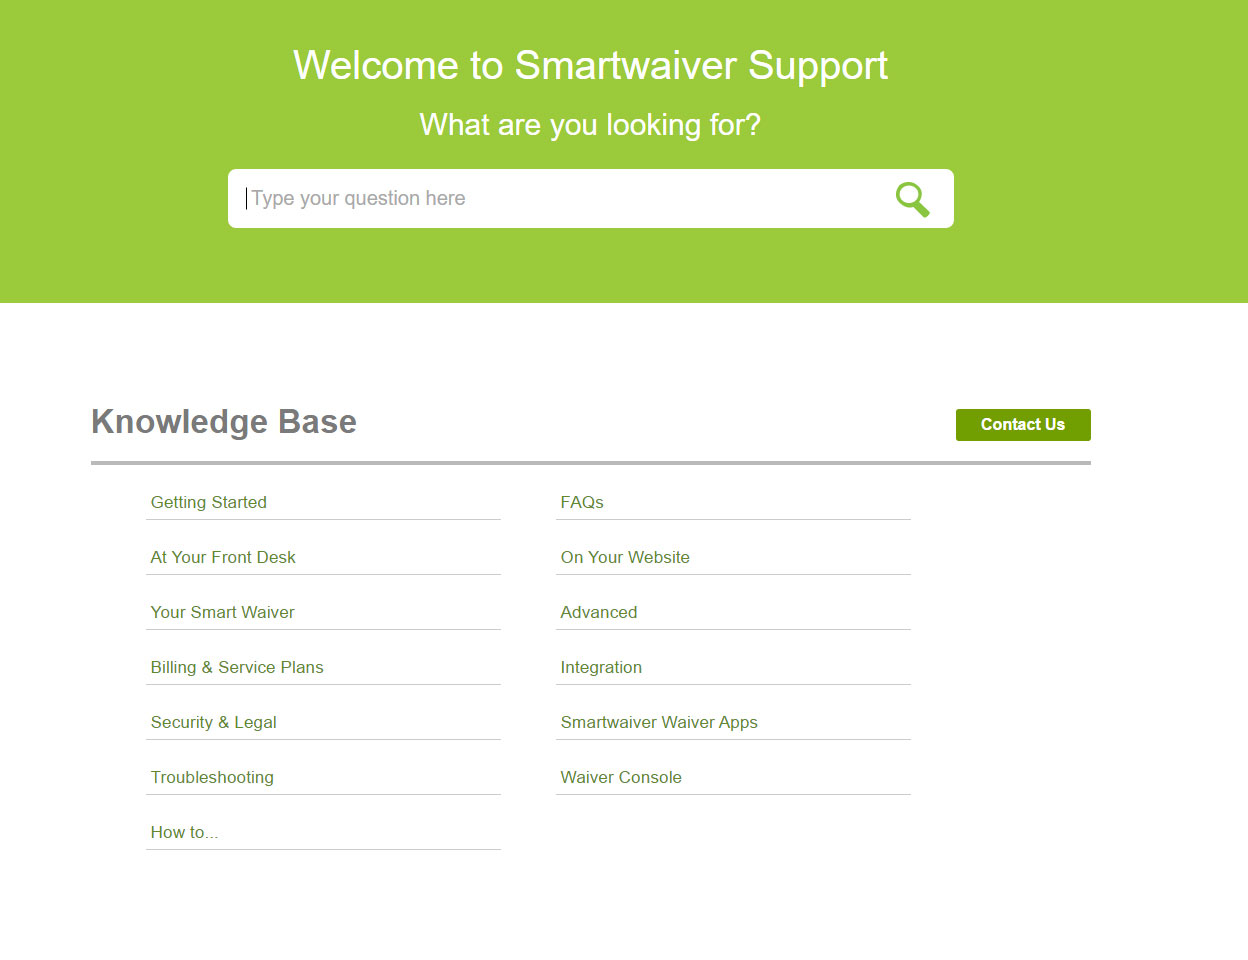 Welcome to Smartwaiver Support
What are you looking for?
Type your question here
Knowledge Base
Contact Us
Getting Started
FAQs
At Your Front Desk
On Your Website
Your Smart Waiver
Advanced
Billing & Service Plans
Integration
Security & Legal
Smartwaiver Waiver Apps
Troubleshooting
Waiver Console
How to...